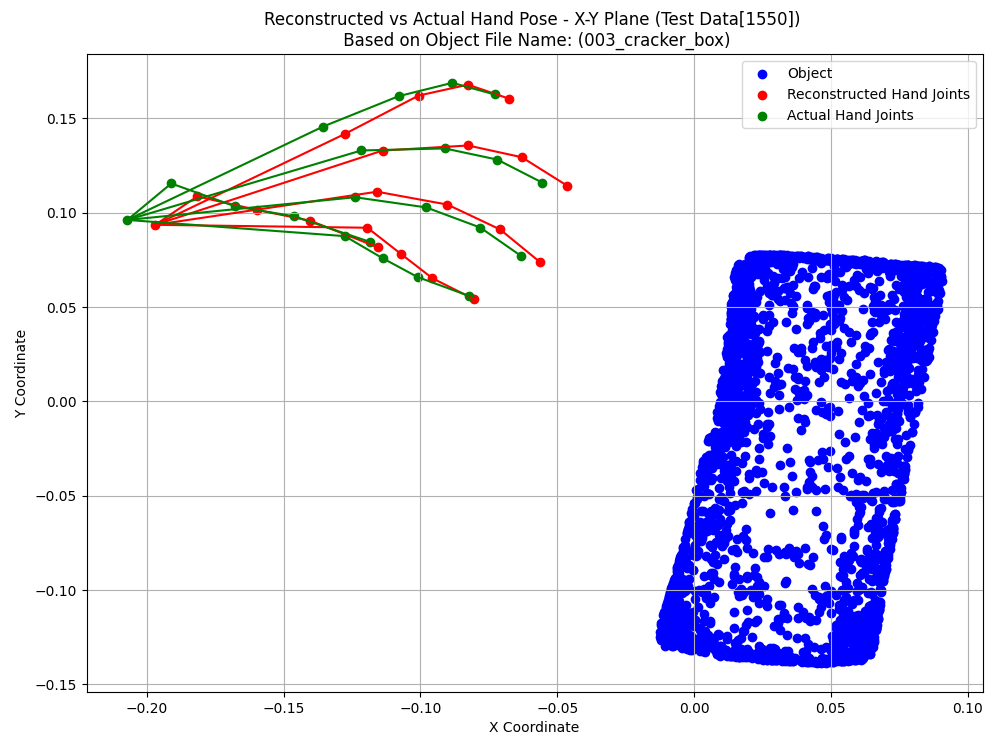 Reconstructed vs Actual Hand Pose - X-Y Plane (Test Data[1550])
Based on Object File Name: (003_cracker_box)
Object
Reconstructed Hand Joints
Actual Hand Joints
Y Coordinate
0.15
0.10
0.05
0.00
−0.05
−0.10
−0.15
−0.20
−0.15
−0.10
−0.05
0.00
0.05
0.10
X Coordinate